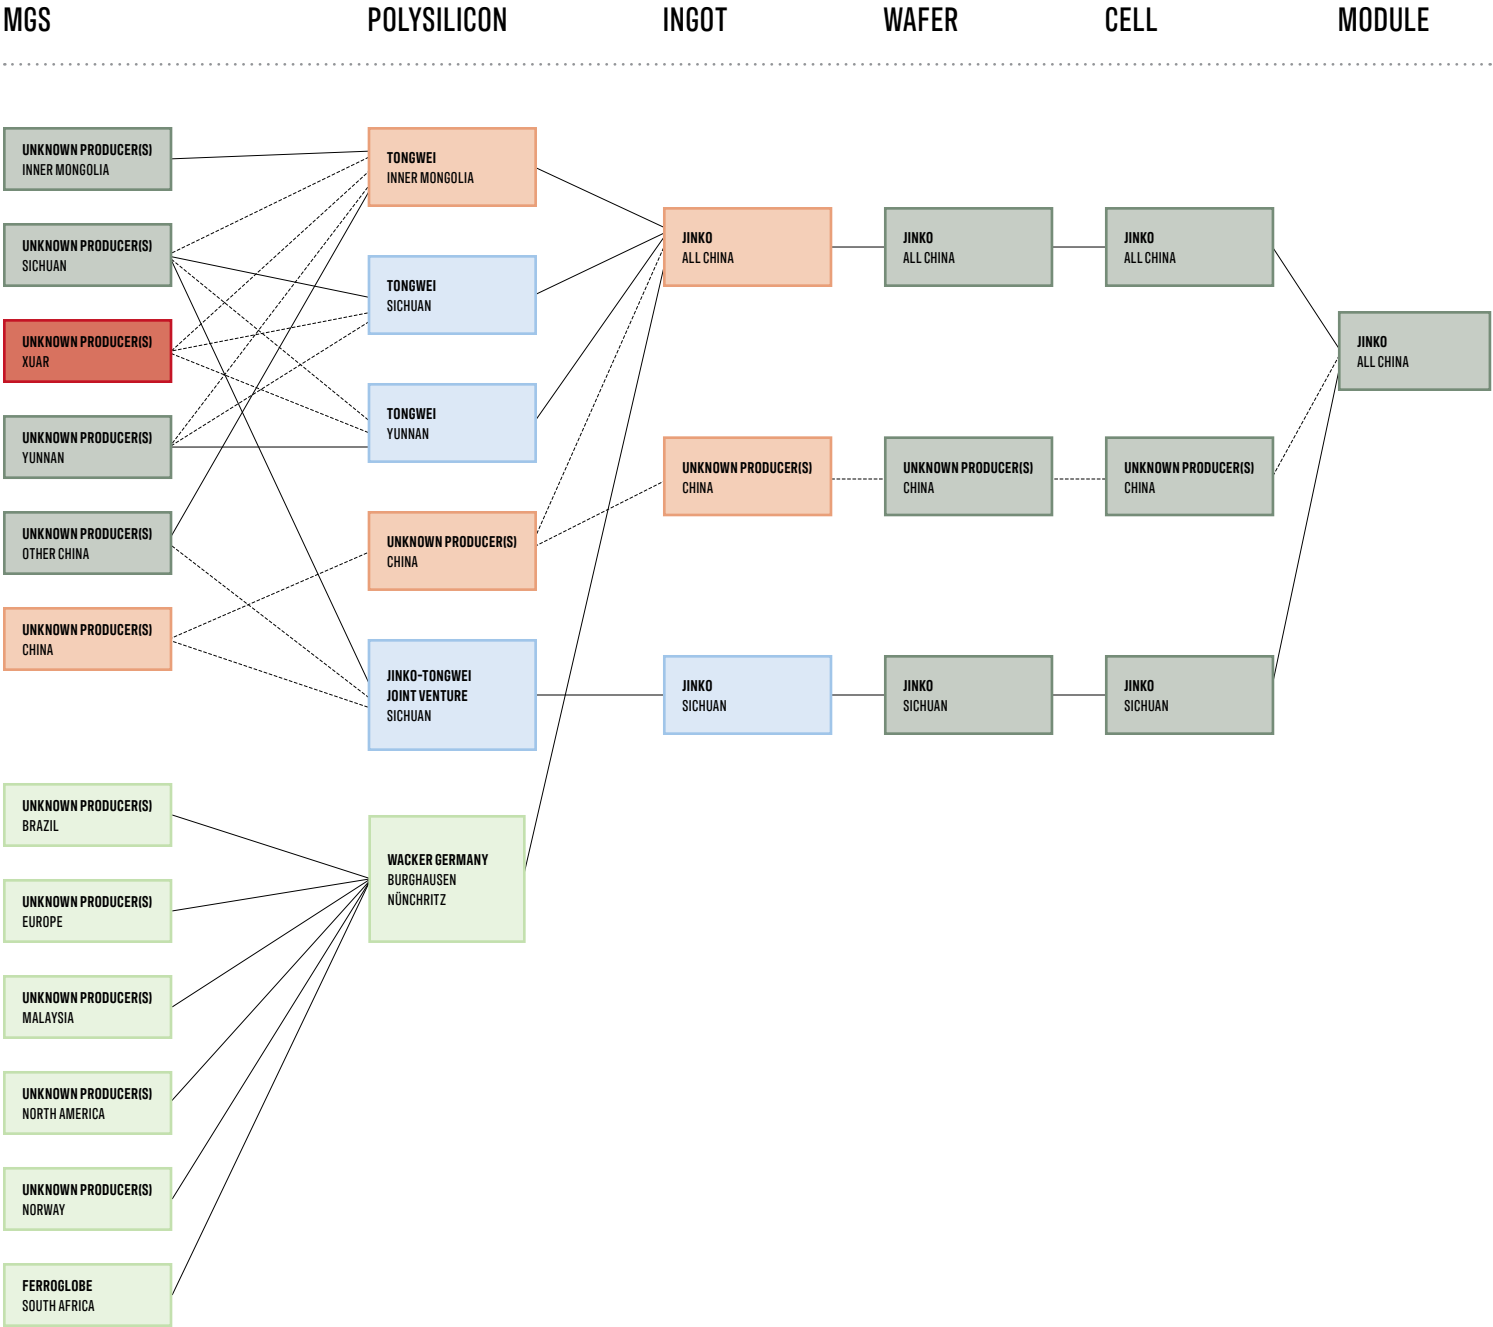 MGS
POLYSILICON
INGOT
WAFER
CELL
MODULE
UNKNOWN PRODUCER(S)
INNER MONGOLIA
UNKNOWN PRODUCER(S)
SICHUAN
UNKNOWN PRODUCER(S)
XUAR
UNKNOWN PRODUCER(S)
YUNNAN
UNKNOWN PRODUCER(S)
OTHER CHINA
UNKNOWN PRODUCER(S)
CHINA
UNKNOWN PRODUCER(S)
BRAZIL
UNKNOWN PRODUCER(S)
EUROPE
UNKNOWN PRODUCER(S)
MALAYSIA
UNKNOWN PRODUCER(S)
NORTH AMERICA
UNKNOWN PRODUCER(S)
NORWAY
FERROGLOBE
SOUTH AFRICA
TONGWEI
INNER MONGOLIA
TONGWEI
SICHUAN
TONGWEI
YUNNAN
UNKNOWN PRODUCER(S)
CHINA
JINKO-TONGWEI
JOINT VENTURE
SICHUAN
WACKER GERMANY
BURGHAUSEN
NÜNCHRITZ
JINKO
ALL CHINA
UNKNOWN PRODUCER(S)
CHINA
JINKO
SICHUAN
JINKO
ALL CHINA
UNKNOWN PRODUCER(S)
CHINA
JINKO
SICHUAN
JINKO
ALL CHINA
UNKNOWN PRODUCER(S)
CHINA
JINKO
SICHUAN
JINKO
ALL CHINA